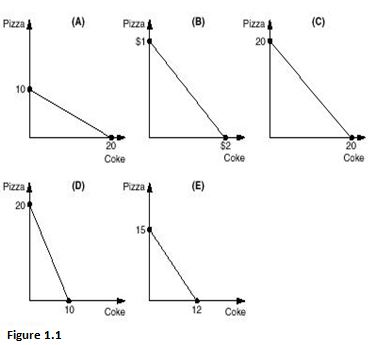 Pizza (A)
10
20
Coke
Pizza (B)
$1
$2
Coke
Pizza (C)
20
20
Coke
Pizza (D)
20
10 Coke
Pizza (E)
15
12 Coke
Figure 1.1